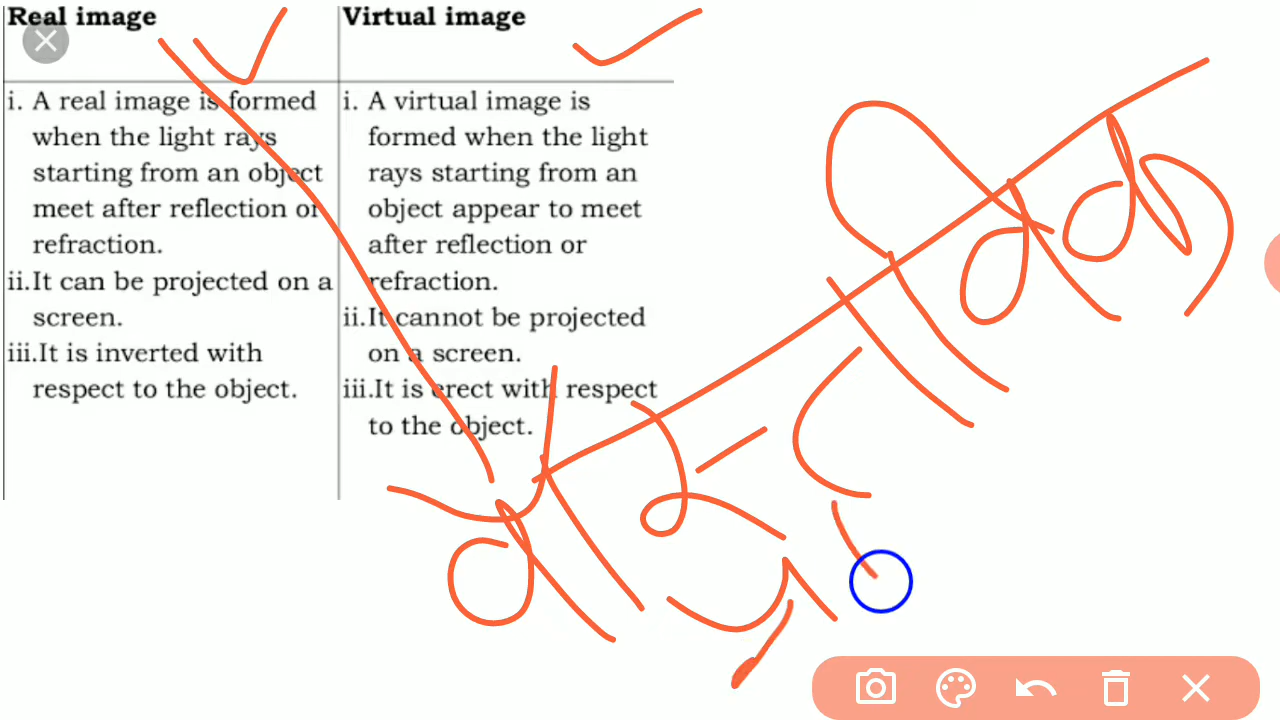 Real image
i. A real image is formed
when the light rays
starting from an object
meet after reflection or
refraction.
ii.It can be projected on a
screen.
iii.It is inverted with
respect to the object.
Virtual image
i. A virtual image is
formed when the light
rays starting from an
object appear to meet
after reflection or
refraction.
ii.It cannot be projected
on a screen.
iii.It is erect with respect
to the object.